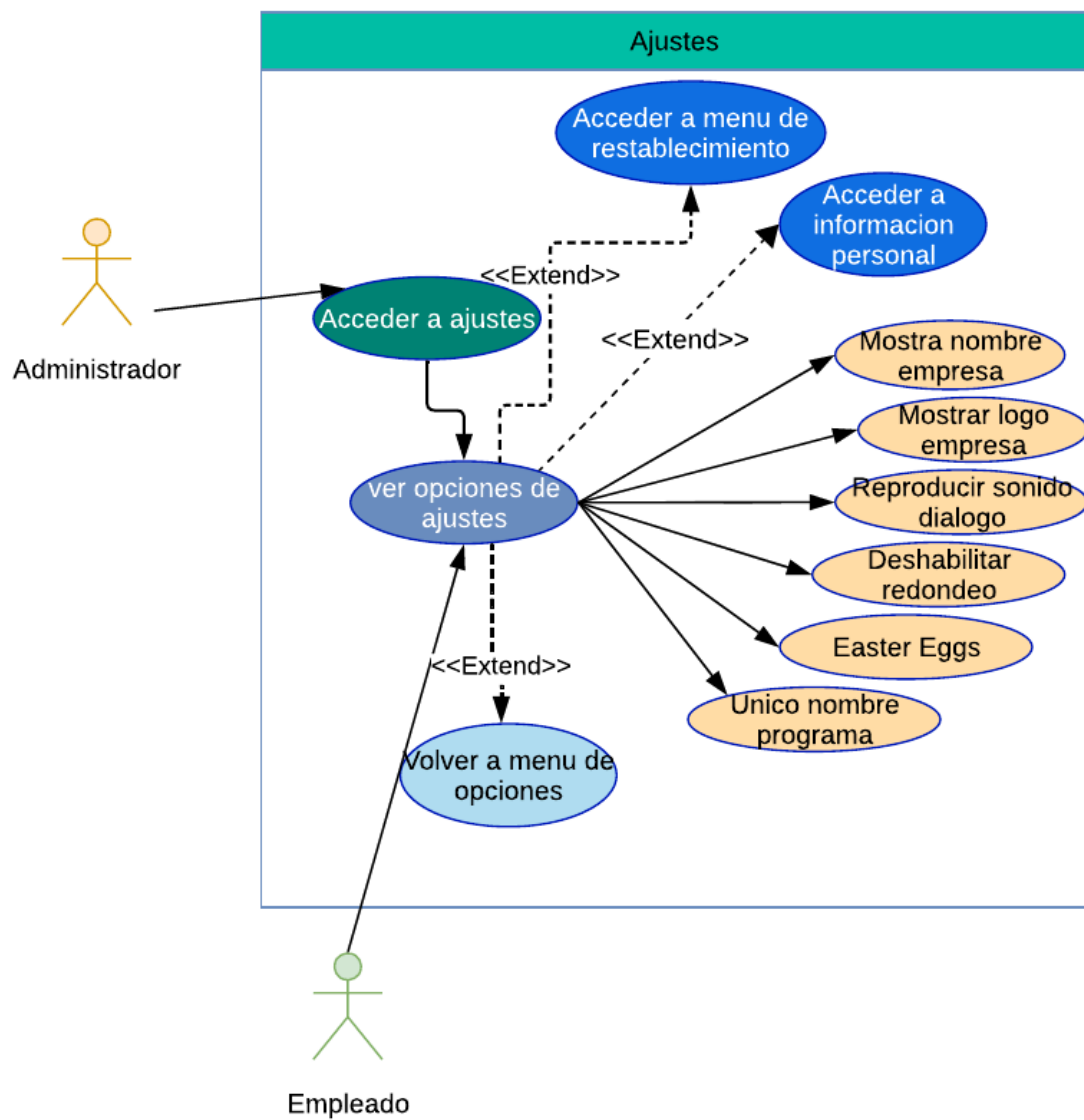 Ajustes
Acceder a menu de
restablecimiento
Acceder a
informacion
personal
<<Extend>>
Acceder a ajustes
<<Extend>>
Administrador
Mostra nombre
empresa
Mostrar logo
empresa
ver opciones de
ajustes
Reproducir sonido
dialogo
Deshabilitar
redondeo
Easter Eggs
<<Extend>>
Unico nombre
programa
Volver a menu de
opciones
Empleado